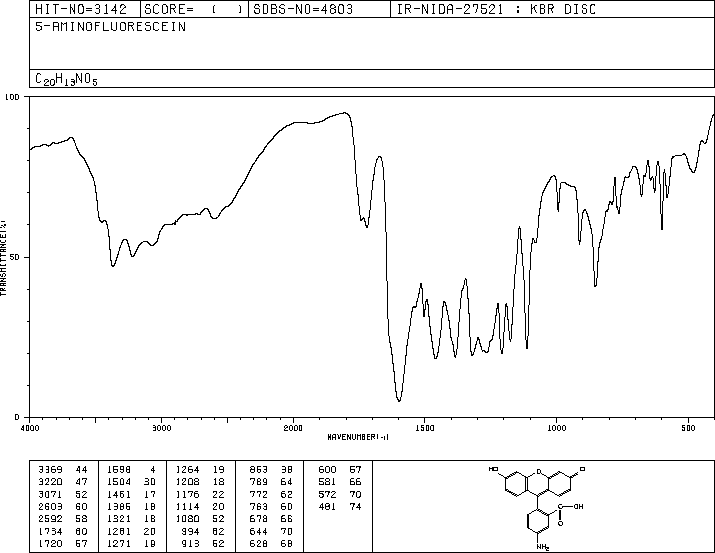 HIT-NO=3142 SCORE= ( ) SDBS-NO=4803 IR-NIDA-27521 : KBR DISC
5-AMINOFLUORESCEIN
C20H13NO5
100
50
0
TRANSMITTANCE(%)
4000 3000 2000 1500 1000 500
WAVENUMBER(-1)
3369 44 1598 4 1264 19 853 38 600 57
3220 47 1504 30 1208 18 789 64 581 66
3071 52 1461 17 1176 22 772 62 572 70
2603 60 1386 18 1114 20 763 60 481 74
2592 58 1321 18 1080 52 678 66
1734 60 1281 20 994 62 644 70
1720 57 1271 19 913 52 628 68
HO O O
C-OH
O
NH2